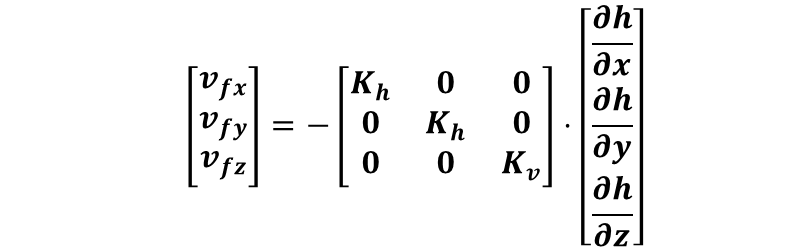 [v_fx v_fy v_fz] = − [K_h 0 0; 0 K_h 0; 0 0 K_v] · [∂h/∂x ∂h/∂y ∂h/∂z]